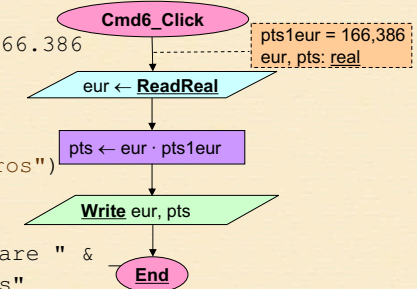 Cmd6_Click
pts1eur = 166,386
66.386
eur, pts: real
eur ← ReadReal
pts ← eur · pts1eur
ros")
Write eur, pts
are " & _
End
s"